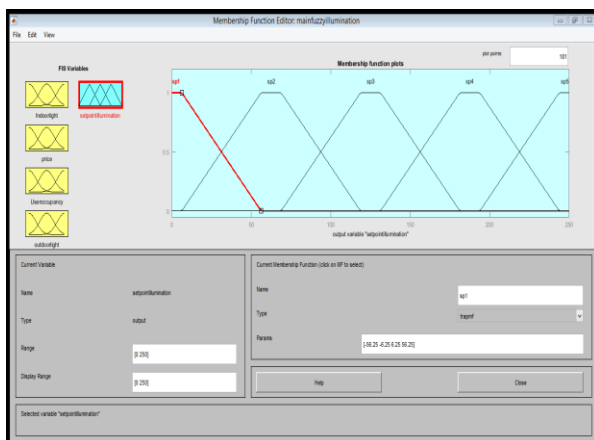 Membership Function Editor: mainfuzzyillumination
File Edit View
FIS Variables
Indoorlight
setpointillumination
price
Useroccupancy
outdoorlight
plot points:
181
Membership function plots
sp1 sp2 sp3 sp4 sp5
1
0.5
0
0 50 100 150 200 250
output variable "setpointillumination"
Current Variable
Name
setpointillumination
Type
output
Range
[0 250]
Display Range
[0 250]
Current Membership Function (click on MF to select)
Name
sp1
Type
trapmf
Params
[-56.25 -6.25 6.25 56.25]
Help
Close
Selected variable "setpointillumination"